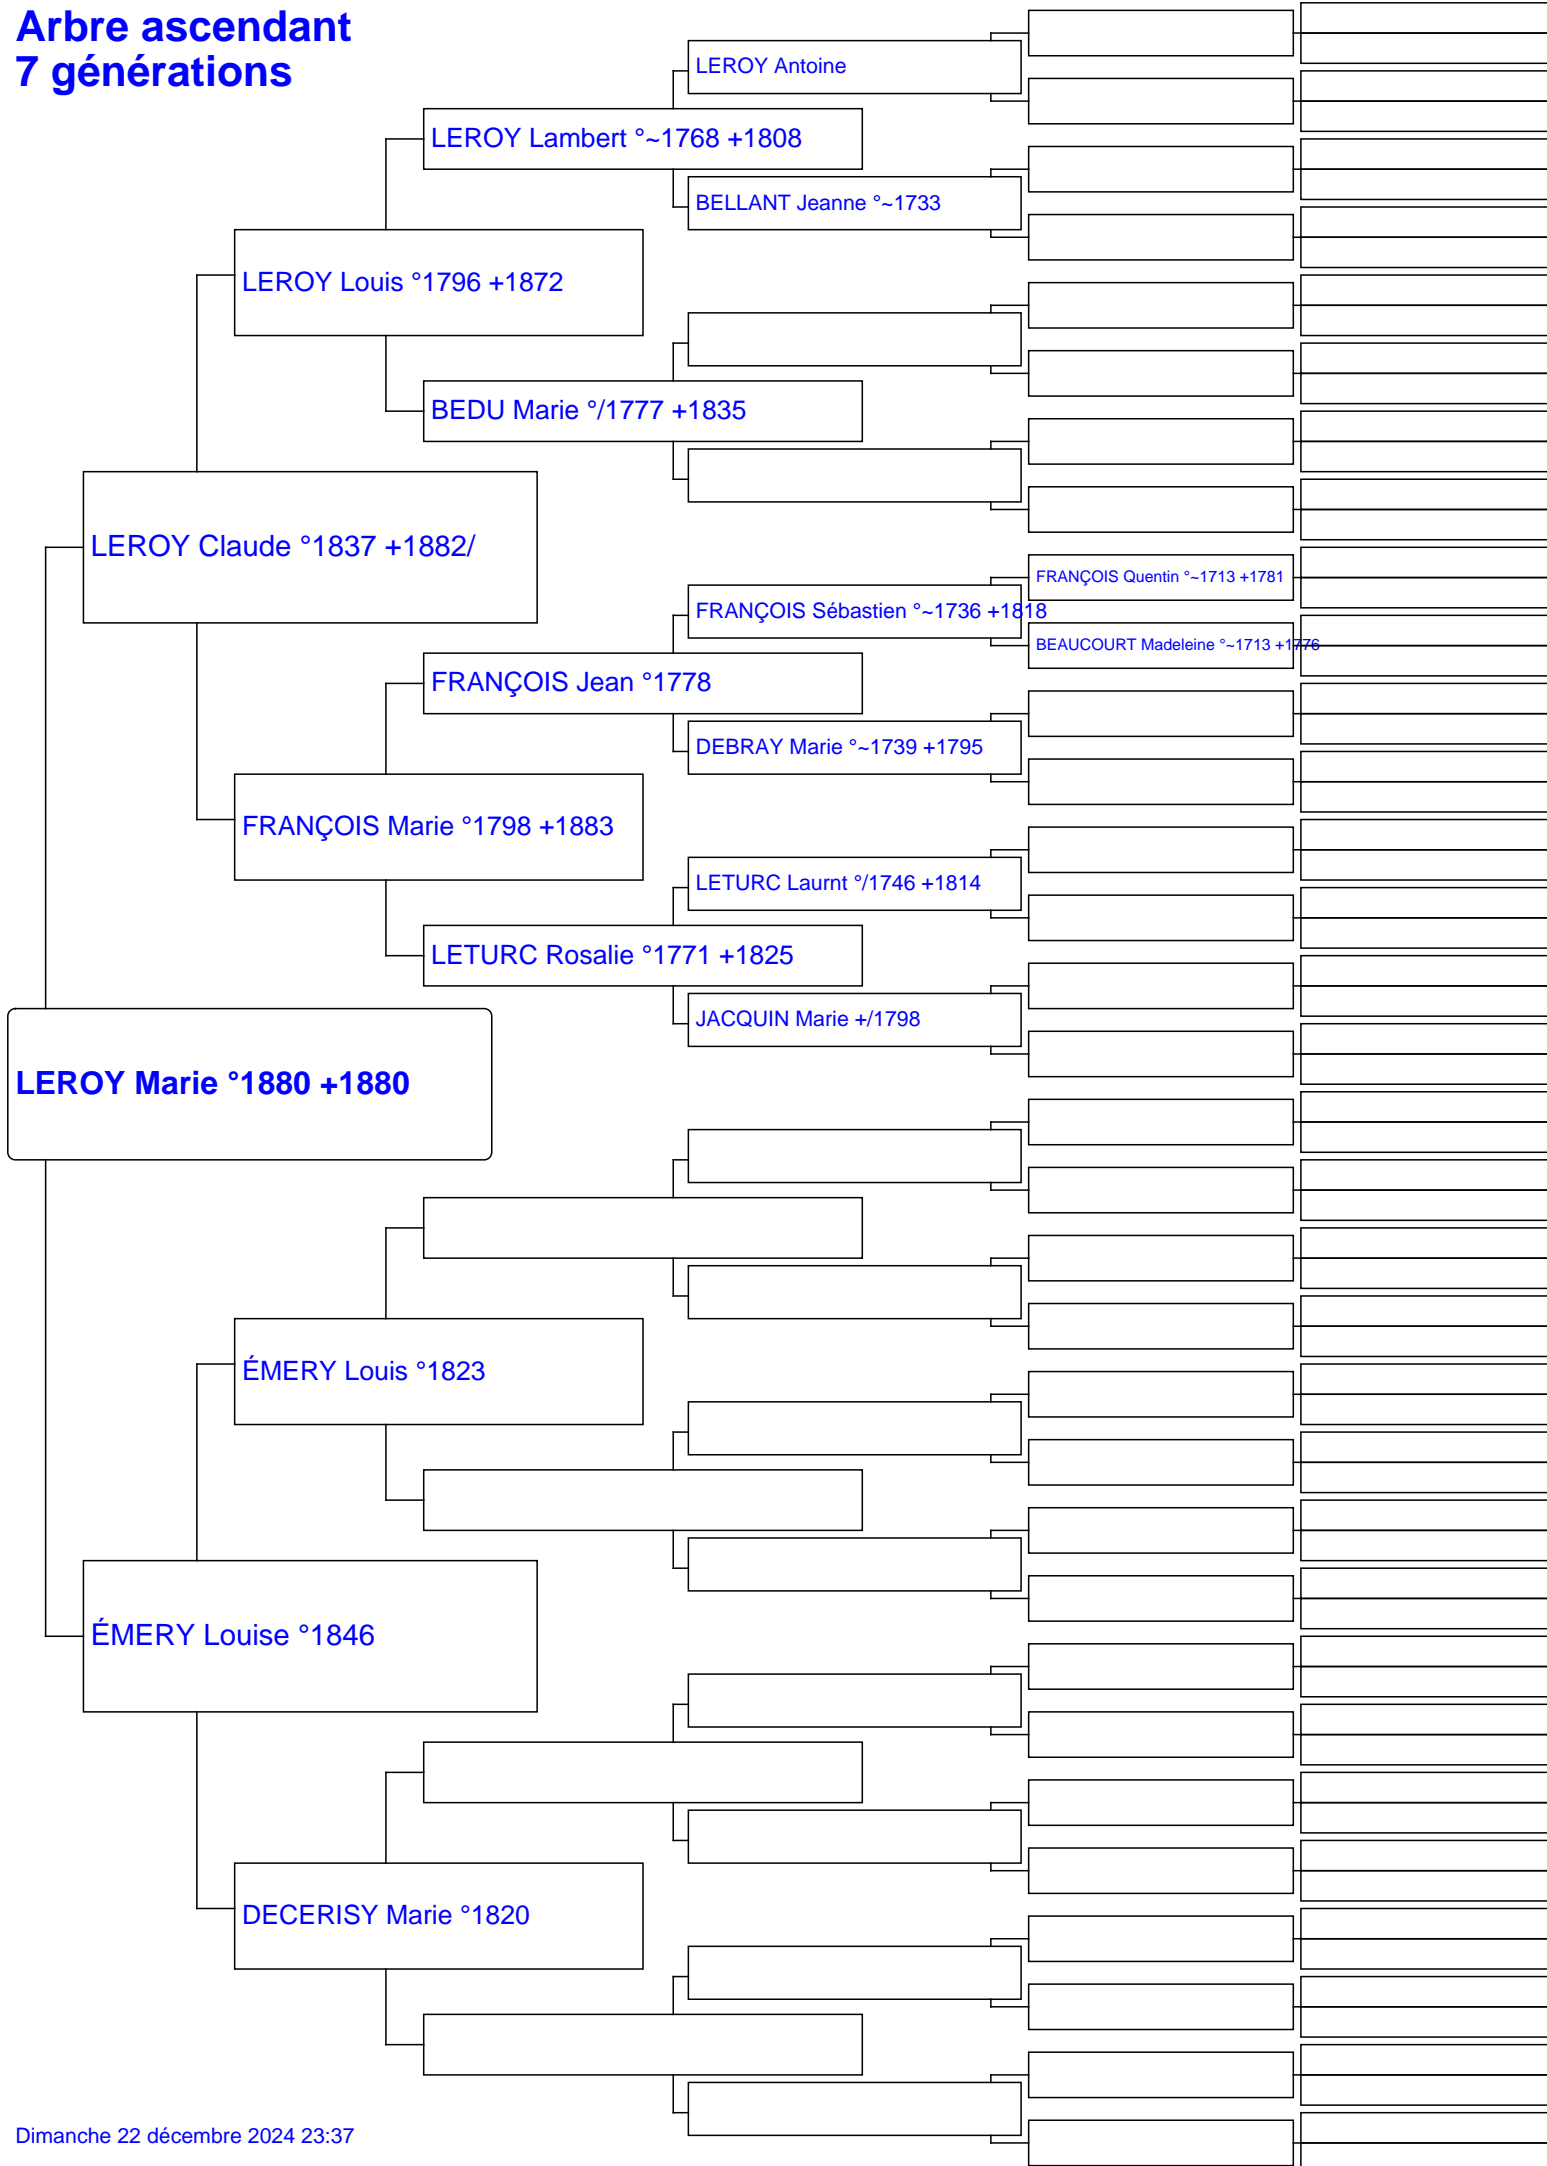 Arbre ascendant
7 générations
LEROY Antoine
LEROY Lambert °~1768 +1808
BELLANT Jeanne °~1733
LEROY Louis °1796 +1872
BEDU Marie °/1777 +1835
LEROY Claude °1837 +1882/
FRANÇOIS Quentin °~1713 +1781
FRANÇOIS Sébastien °~1736 +1818
BEAUCOURT Madeleine °~1713 +1776
FRANÇOIS Jean °1778
DEBRAY Marie °~1739 +1795
FRANÇOIS Marie °1798 +1883
LETURC Laurnt °/1746 +1814
LETURC Rosalie °1771 +1825
JACQUIN Marie +/1798
LEROY Marie °1880 +1880
ÉMERY Louis °1823
ÉMERY Louise °1846
DECERISY Marie °1820
Dimanche 22 décembre 2024 23:37